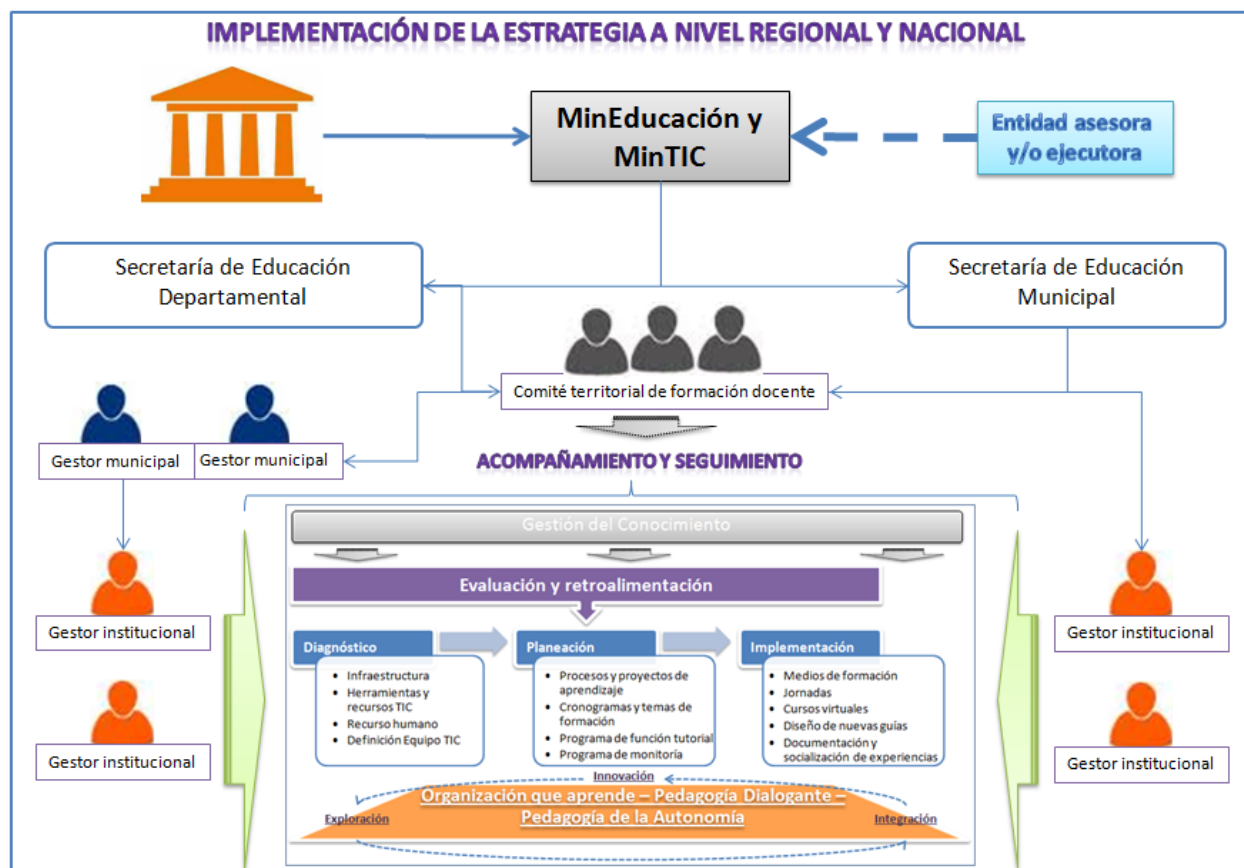 IMPLEMENTACIÓN DE LA ESTRATEGIA A NIVEL REGIONAL Y NACIONAL
MinEducación y
MinTIC
Entidad asesora
y/o ejecutora
Secretaría de Educación
Departamental
Secretaría de Educación
Municipal
Comité territorial de formación docente
Gestor municipal
Gestor municipal
ACOMPAÑAMIENTO Y SEGUIMIENTO
Gestión del Conocimiento
Evaluación y retroalimentación
Gestor institucional
Gestor institucional
Diagnóstico
• Infraestructura
• Herramientas y
recursos TIC
• Recurso humano
• Definición Equipo TIC
Planeación
• Procesos y proyectos de
aprendizaje
• Cronogramas y temas de
formación
• Programa de función tutorial
• Programa de monitoría
Implementación
• Medios de formación
• Jornadas
• Cursos virtuales
• Diseño de nuevas guías
• Documentación y
socialización de experiencias
Gestor institucional
Gestor institucional
Innovación
Organización que aprende – Pedagogía Dialogante –
Pedagogía de la Autonomía
Exploración
Integración